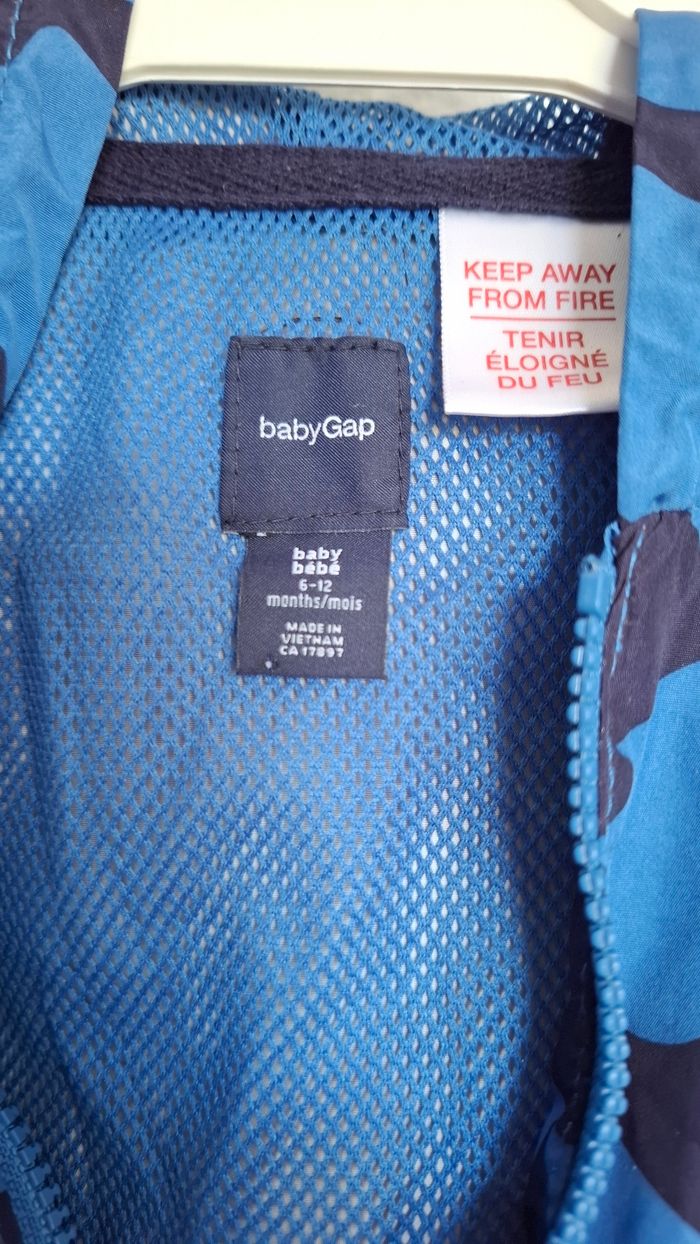 KEEP AWAY
FROM FIRE
TENIR
ÉLOIGNÉ
DU FEU
babyGap
baby
bébé
6-12
months/mois
MADE IN
VIETNAM
CA 17897